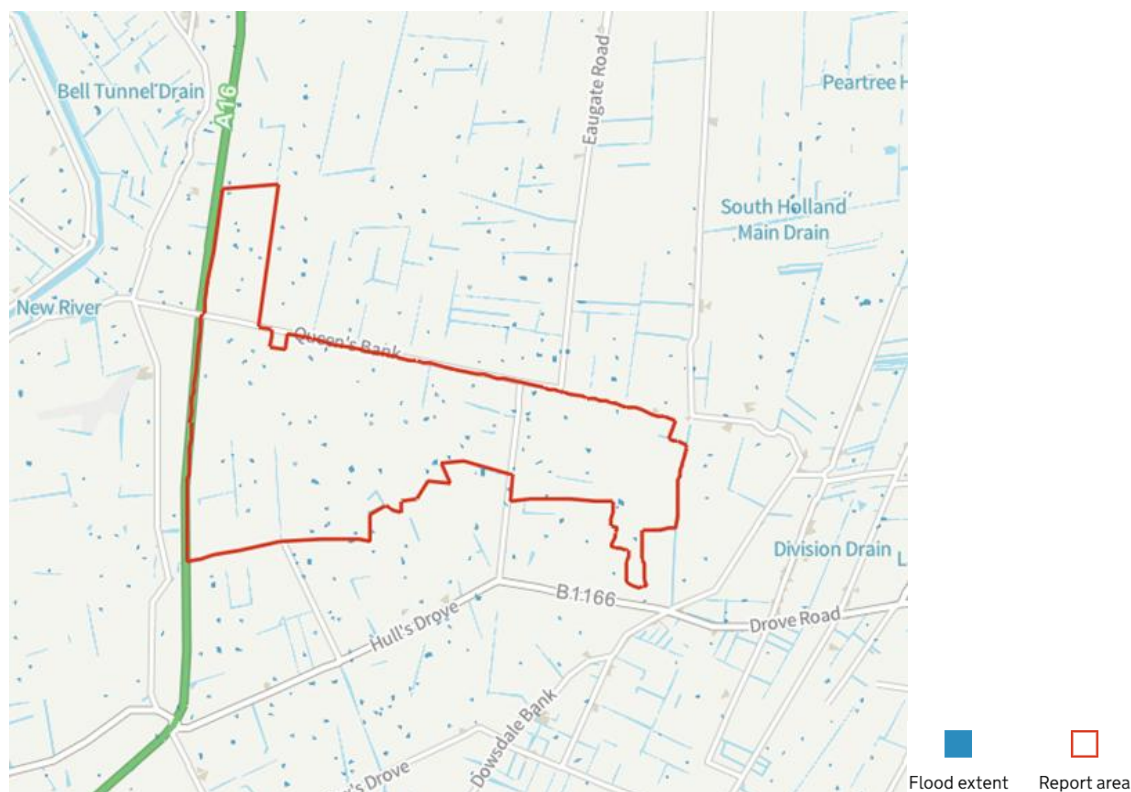 Bell Tunnel Drain
A16
Eaugate Road
Peartree H
South Holland
Main Drain
New River
Queen's Bank
Division Drain
L
B1166
Hull's Drove
Drove Road
Dowsdale Bank
's Drove
Flood extent
Report area